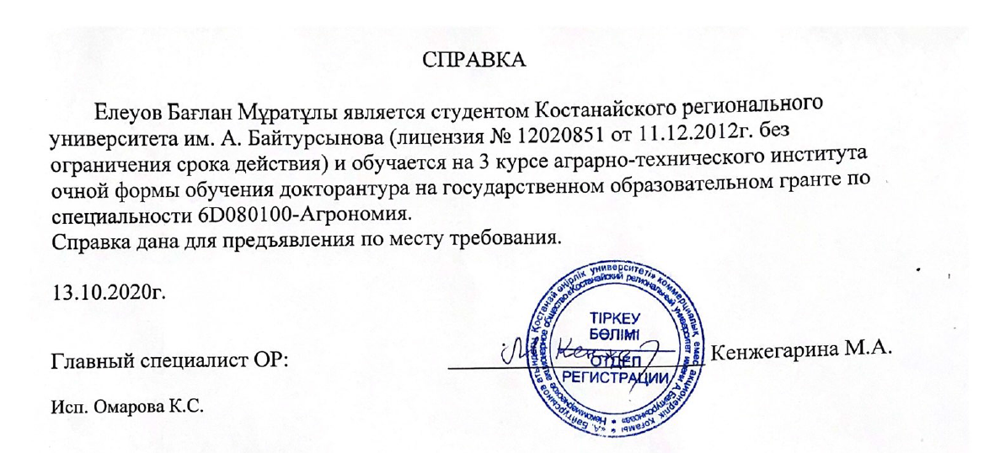 СПРАВКА
Елеуов Бағлан Мұратұлы является студентом Костанайского регионального
университета им. А. Байтурсынова (лицензия № 12020851 от 11.12.2012г. без
ограничения срока действия) и обучается на 3 курсе аграрно-технического института
очной формы обучения докторантура на государственном образовательном гранте по
специальности 6D080100-Агрономия.
Справка дана для предъявления по месту требования.
13.10.2020г.
Главный специалист ОР: Кенжегарина М.А.
Исп. Омарова К.С.
«А. Байтұрсынов атындағы Қостанай өңірлік университеті» коммерциялық емес акционерлік қоғамы
Некоммерческое акционерное общество «Костанайский региональный университет имени А.Байтурсынова»
ТІРКЕУ
БӨЛІМІ
ОТДЕЛ
РЕГИСТРАЦИИ